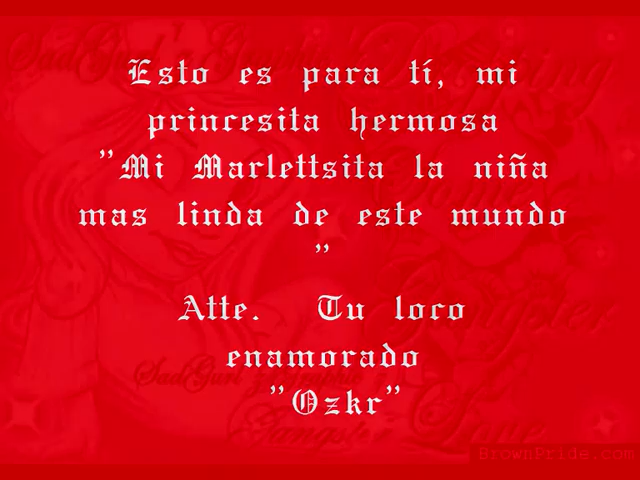 Esto es para tí, mi
princesita hermosa
"Mi Marlettsita la niña
mas linda de este mundo
"
Atte. Tu loco
enamorado
"Ozkr"
BrownPride.com